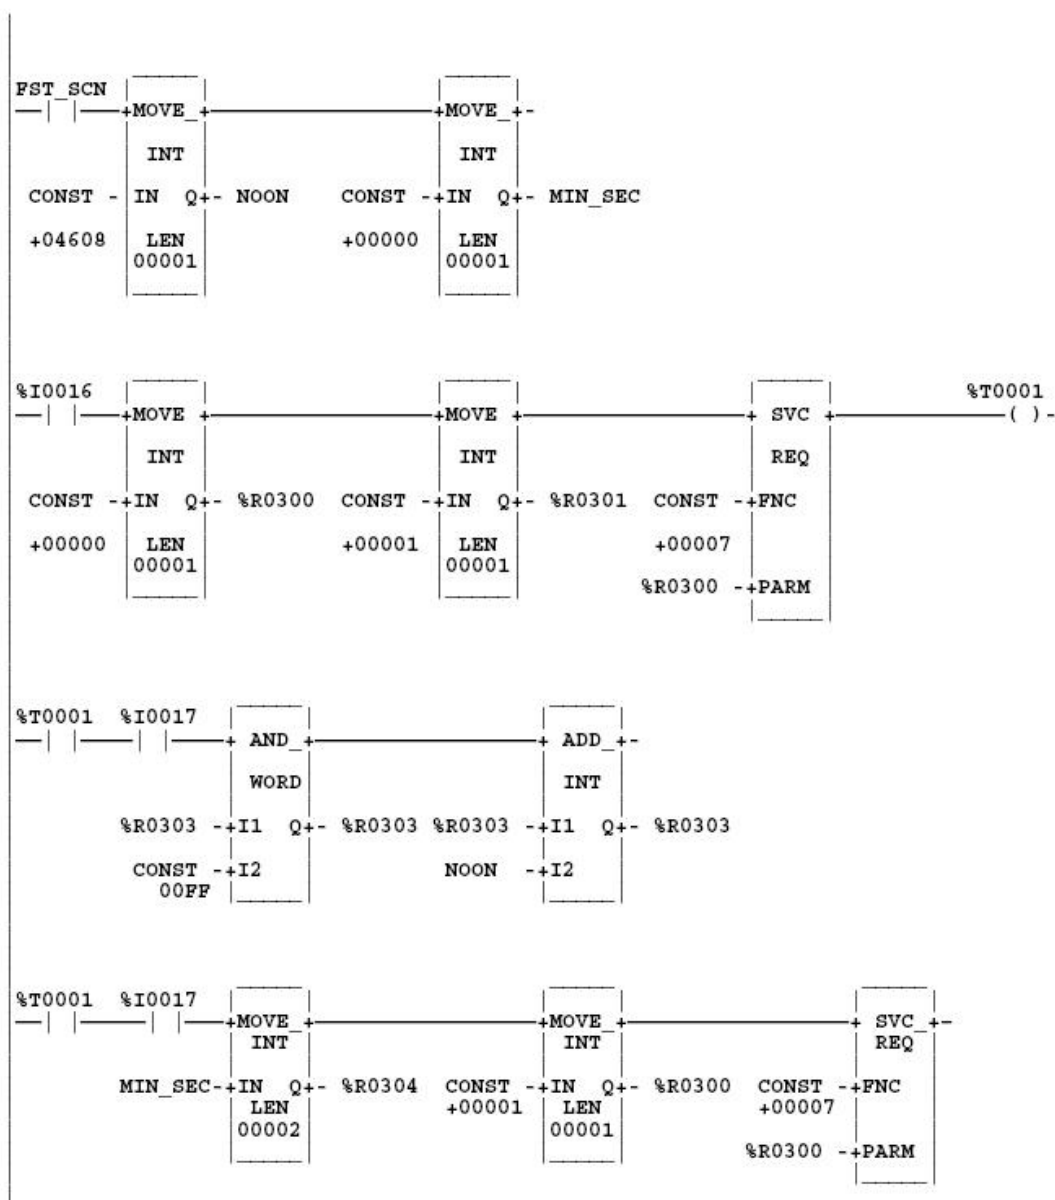 FST_SCN
MOVE_ MOVE_
INT INT
CONST IN Q NOON CONST IN Q MIN_SEC
+04608 LEN +00000 LEN
00001 00001
%I0016 %T0001
MOVE MOVE SVC ( )
INT INT REQ
CONST IN Q %R0300 CONST IN Q %R0301 CONST FNC
+00000 LEN +00001 LEN +00007
00001 00001
%R0300 PARM
%T0001 %I0017
AND_ ADD_
WORD INT
%R0303 I1 Q %R0303 %R0303 I1 Q %R0303
CONST I2 NOON I2
00FF
%T0001 %I0017
MOVE_ MOVE_ SVC_
INT INT REQ
MIN_SEC IN Q %R0304 CONST IN Q %R0300 CONST FNC
LEN +00001 LEN +00007
00002 00001
%R0300 PARM